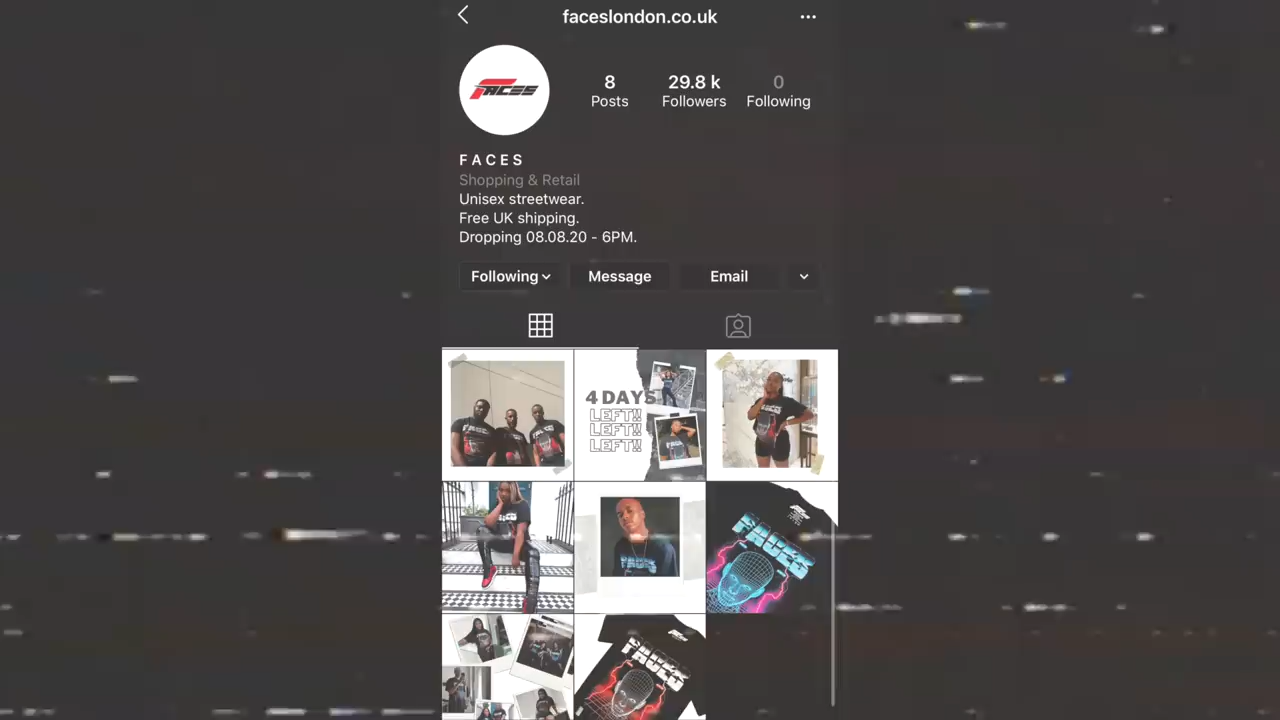 faceslondon.co.uk
FACES
8
29.8 k
0
Posts
Followers
Following
F A C E S
Shopping & Retail
Unisex streetwear.
Free UK shipping.
Dropping 08.08.20 - 6PM.
Following
Message
Email
4 DAYS
LEFT!!
LEFT!!
LEFT!!
FACES
FACES
FACES